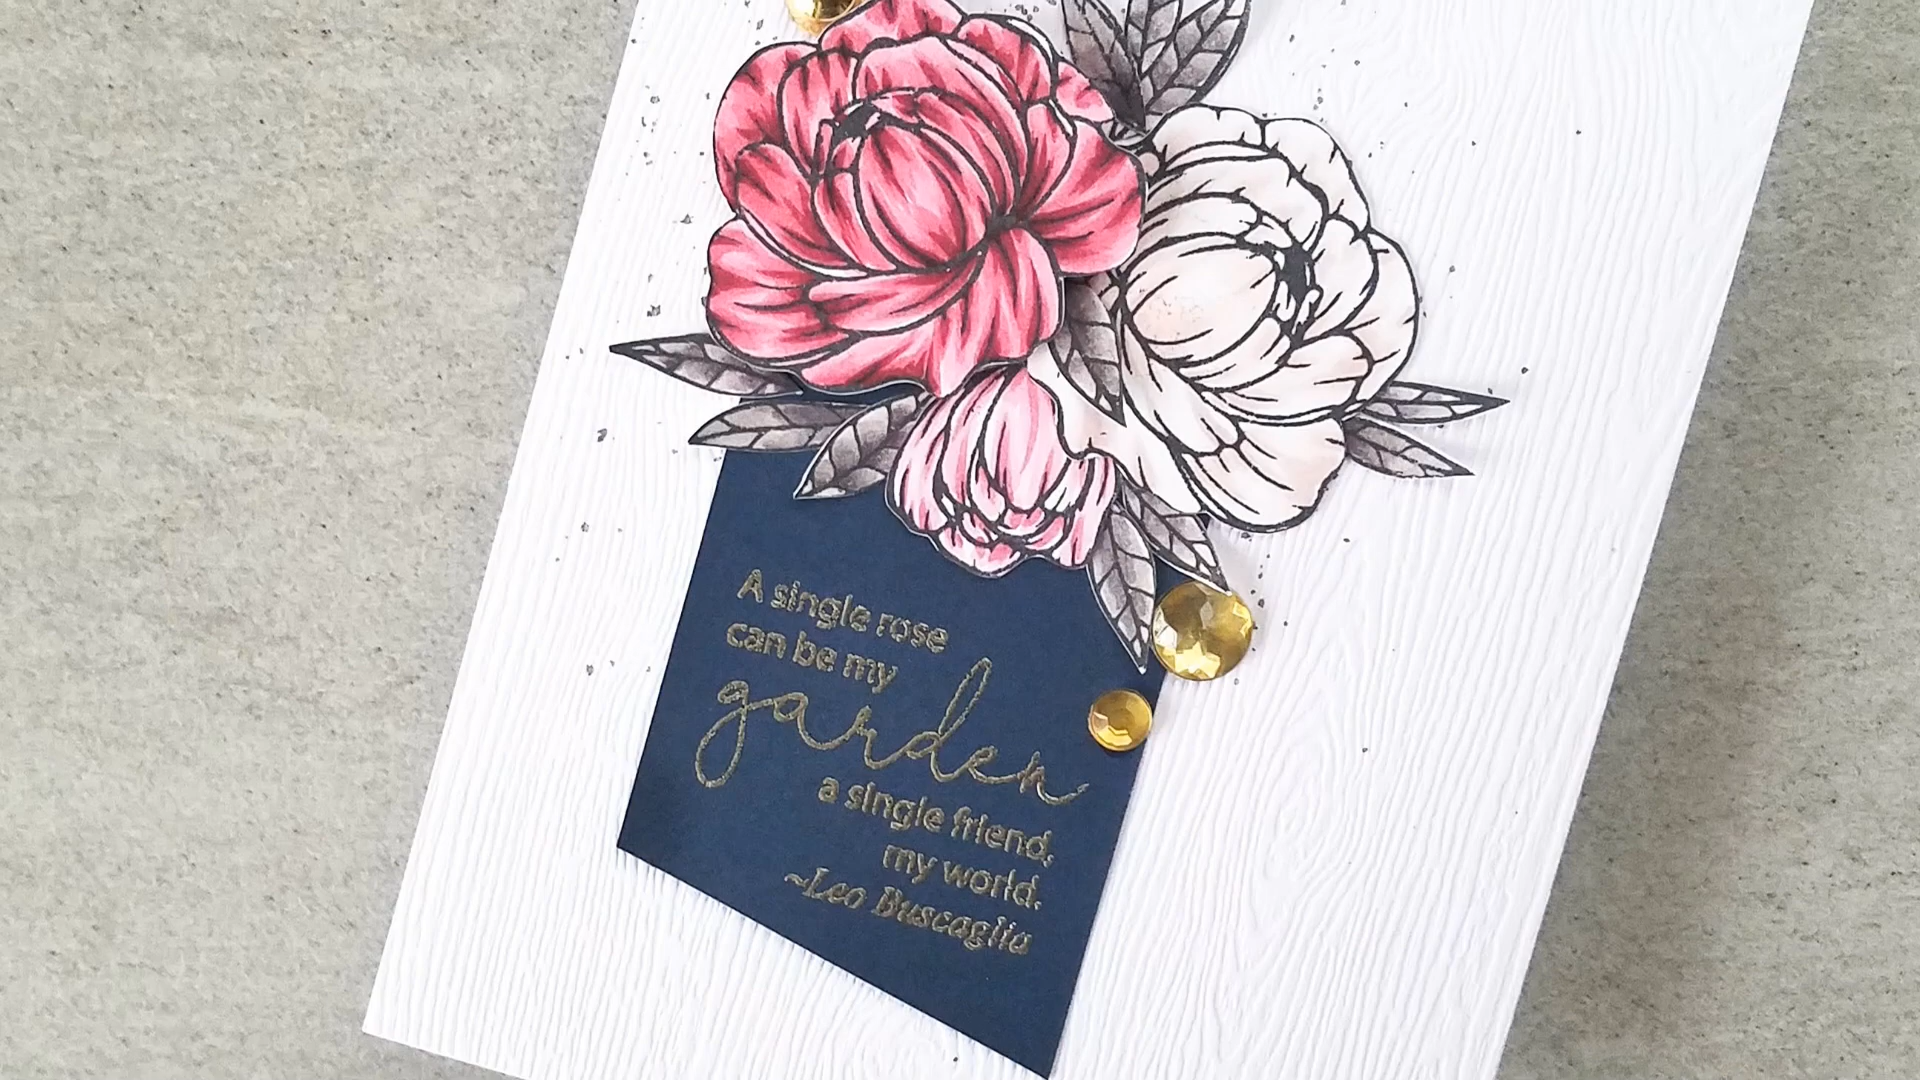 A single rose
can be my
garden
a single friend,
my world.
~Leo Buscaglia